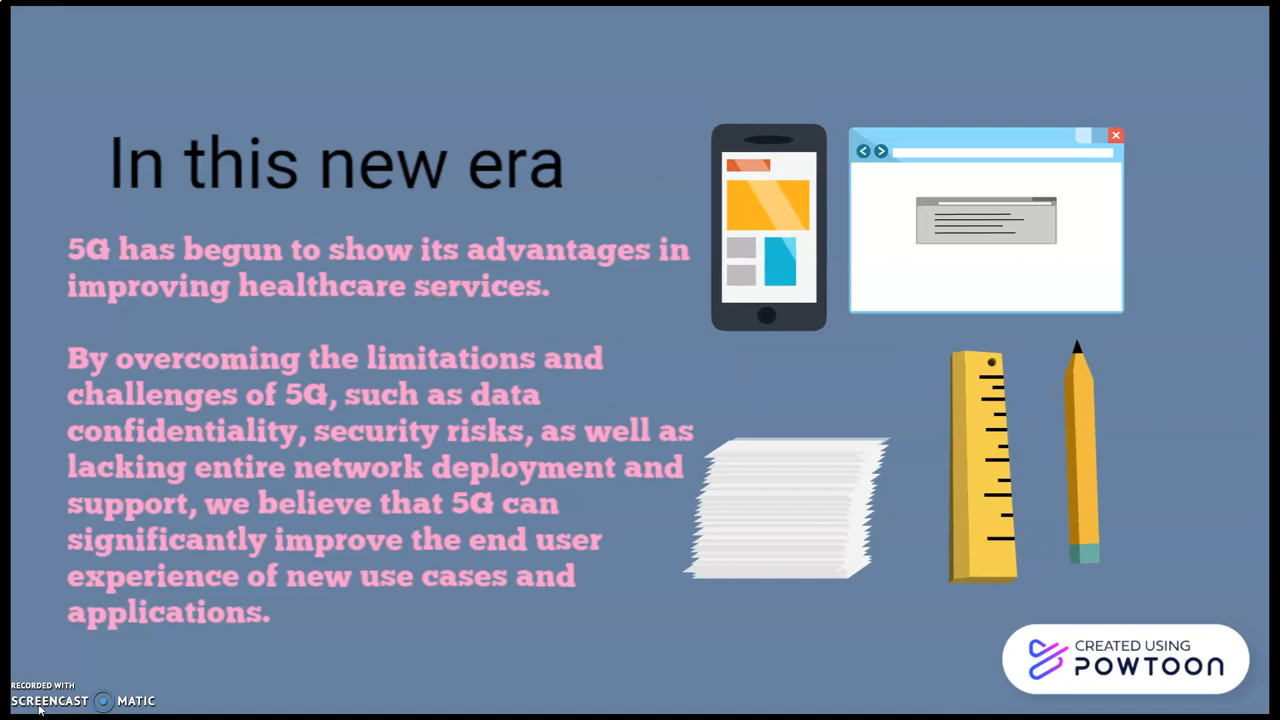 In this new era
5G has begun to show its advantages in
improving healthcare services.
By overcoming the limitations and
challenges of 5G, such as data
confidentiality, security risks, as well as
lacking entire network deployment and
support, we believe that 5G can
significantly improve the end user
experience of new use cases and
applications.
CREATED USING
POWTOON
RECORDED WITH
SCREENCAST MATIC